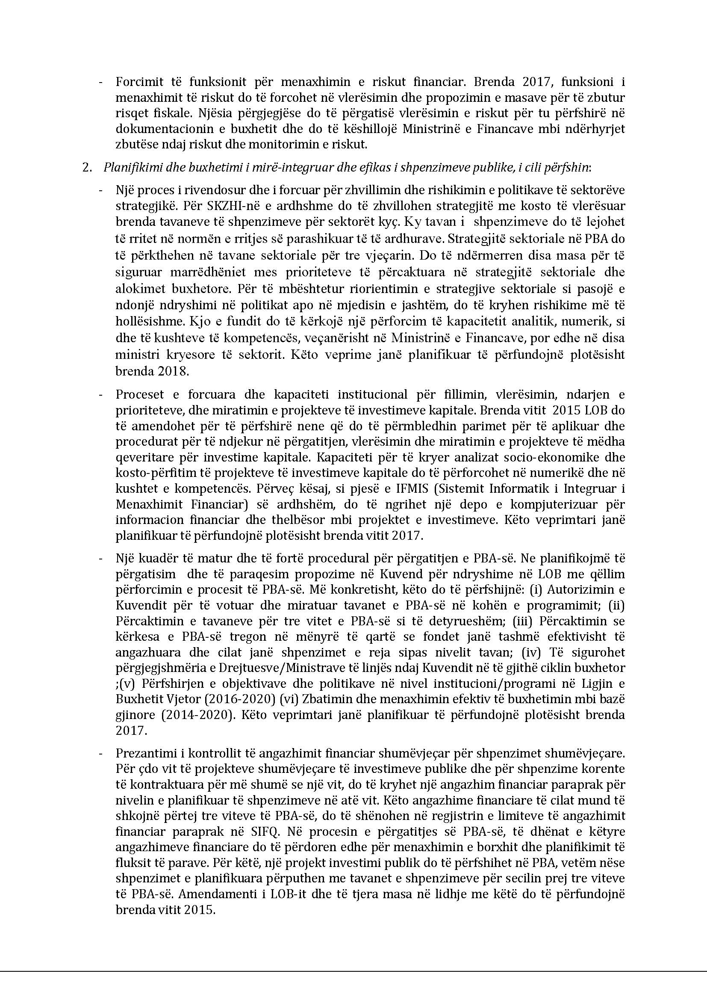 - Forcimit të funksionit për menaxhimin e riskut financiar. Brenda 2017, funksioni i
menaxhimit të riskut do të forcohet në vlerësimin dhe propozimin e masave për të zbutur
risqet fiskale. Njësia përgjegjëse do të përgatisë vlerësimin e riskut për tu përfshirë në
dokumentacionin e buxhetit dhe do të këshillojë Ministrinë e Financave mbi ndërhyrjet
zbutëse ndaj riskut dhe monitorimin e riskut.
2. Planifikimi dhe buxhetimi i mirë-integruar dhe efikas i shpenzimeve publike, i cili përfshin:
- Një proces i rivendosur dhe i forcuar për zhvillimin dhe rishikimin e politikave të sektorëve
strategjikë. Për SKZHI-në e ardhshme do të zhvillohen strategjitë me kosto të vlerësuar
brenda tavaneve të shpenzimeve për sektorët kyç. Ky tavan i shpenzimeve do të lejohet
të rritet në normën e rritjes së parashikuar të të ardhurave. Strategjitë sektoriale në PBA do
të përkthehen në tavane sektoriale për tre vjeçarin. Do të ndërmerren disa masa për të
siguruar marrëdhëniet mes prioriteteve të përcaktuara në strategjitë sektoriale dhe
alokimet buxhetore. Për të mbështetur riorientimin e strategjive sektoriale si pasojë e
ndonjë ndryshimi në politikat apo në mjedisin e jashtëm, do të kryhen rishikime më të
hollësishme. Kjo e fundit do të kërkojë një përforcim të kapacitetit analitik, numerik, si
dhe të kushteve të kompetencës, veçanërisht në Ministrinë e Financave, por edhe në disa
ministri kryesore të sektorit. Këto veprime janë planifikuar të përfundojnë plotësisht
brenda 2018.
- Proceset e forcuara dhe kapaciteti institucional për fillimin, vlerësimin, ndarjen e
prioriteteve, dhe miratimin e projekteve të investimeve kapitale. Brenda vitit 2015 LOB do
të amendohet për të përfshirë nene që do të përmbledhin parimet për të aplikuar dhe
procedurat për të ndjekur në përgatitjen, vlerësimin dhe miratimin e projekteve të mëdha
qeveritare për investime kapitale. Kapaciteti për të kryer analizat socio-ekonomike dhe
kosto-përfitim të projekteve të investimeve kapitale do të përforcohet në numerikë dhe në
kushtet e kompetencës. Përveç kësaj, si pjesë e IFMIS (Sistemit Informatik i Integruar i
Menaxhimit Financiar) së ardhshëm, do të ngrihet një depo e kompjuterizuar për
informacion financiar dhe thelbësor mbi projektet e investimeve. Këto veprimtari janë
planifikuar të përfundojnë plotësisht brenda vitit 2017.
- Një kuadër të matur dhe të fortë procedural për përgatitjen e PBA-së. Ne planifikojmë të
përgatisim dhe të paraqesim propozime në Kuvend për ndryshime në LOB me qëllim
përforcimin e procesit të PBA-së. Më konkretisht, këto do të përfshijnë: (i) Autorizimin e
Kuvendit për të votuar dhe miratuar tavanet e PBA-së në kohën e programimit; (ii)
Përcaktimin e tavaneve për tre vitet e PBA-së si të detyrueshëm; (iii) Përcaktimin se
kërkesa e PBA-së tregon në mënyrë të qartë se fondet janë tashmë efektivisht të
angazhuara dhe cilat janë shpenzimet e reja sipas nivelit tavan; (iv) Të sigurohet
përgjegjshmëria e Drejtuesve/Ministrave të linjës ndaj Kuvendit në të gjithë ciklin buxhetor
;(v) Përfshirjen e objektivave dhe politikave në nivel institucioni/programi në Ligjin e
Buxhetit Vjetor (2016-2020) (vi) Zbatimin dhe menaxhimin efektiv të buxhetimin mbi bazë
gjinore (2014-2020). Këto veprimtari janë planifikuar të përfundojnë plotësisht brenda
2017.
- Prezantimi i kontrollit të angazhimit financiar shumëvjeçar për shpenzimet shumëvjeçare.
Për çdo vit të projekteve shumëvjeçare të investimeve publike dhe për shpenzime korente
të kontraktuara për më shumë se një vit, do të kryhet një angazhim financiar paraprak për
nivelin e planifikuar të shpenzimeve në atë vit. Këto angazhime financiare të cilat mund të
shkojnë përtej tre viteve të PBA-së, do të shënohen në regjistrin e limiteve të angazhimit
financiar paraprak në SIFQ. Në procesin e përgatitjes së PBA-së, të dhënat e këtyre
angazhimeve financiare do të përdoren edhe për menaxhimin e borxhit dhe planifikimit të
fluksit të parave. Për këtë, një projekt investimi publik do të përfshihet në PBA, vetëm nëse
shpenzimet e planifikuara përputhen me tavanet e shpenzimeve për secilin prej tre viteve
të PBA-së. Amendamenti i LOB-it dhe të tjera masa në lidhje me këtë do të përfundojnë
brenda vitit 2015.